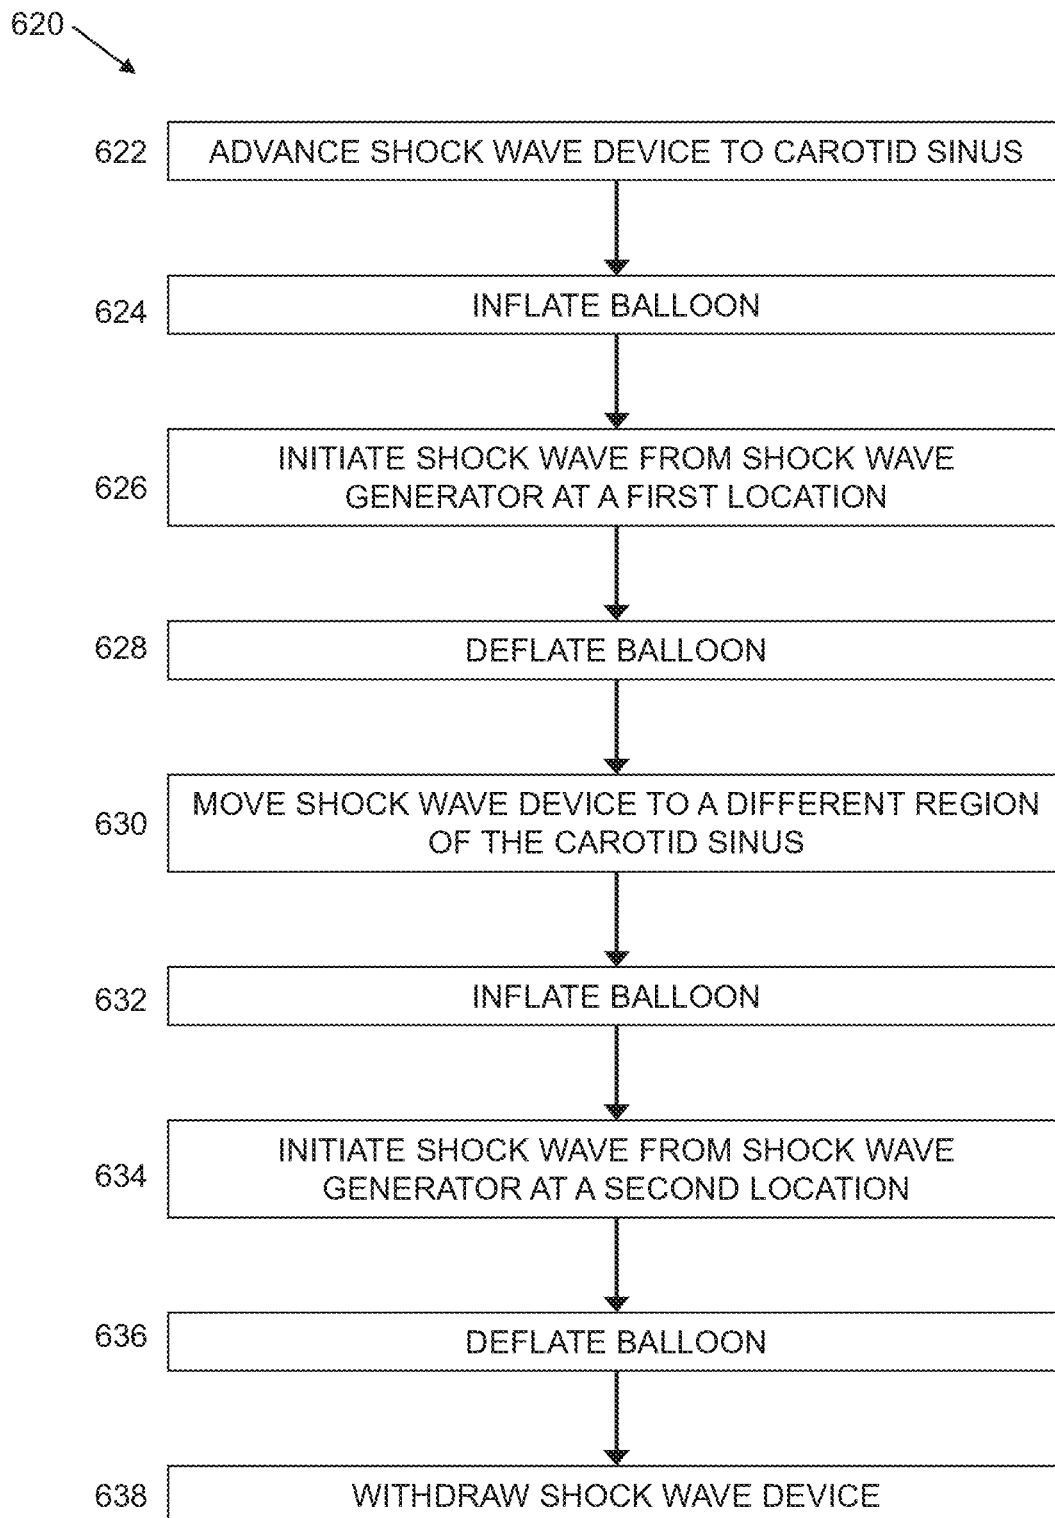 620
622 ADVANCE SHOCK WAVE DEVICE TO CAROTID SINUS
624 INFLATE BALLOON
626 INITIATE SHOCK WAVE FROM SHOCK WAVE
GENERATOR AT A FIRST LOCATION
628 DEFLATE BALLOON
630 MOVE SHOCK WAVE DEVICE TO A DIFFERENT REGION
OF THE CAROTID SINUS
632 INFLATE BALLOON
634 INITIATE SHOCK WAVE FROM SHOCK WAVE
GENERATOR AT A SECOND LOCATION
636 DEFLATE BALLOON
638 WITHDRAW SHOCK WAVE DEVICE